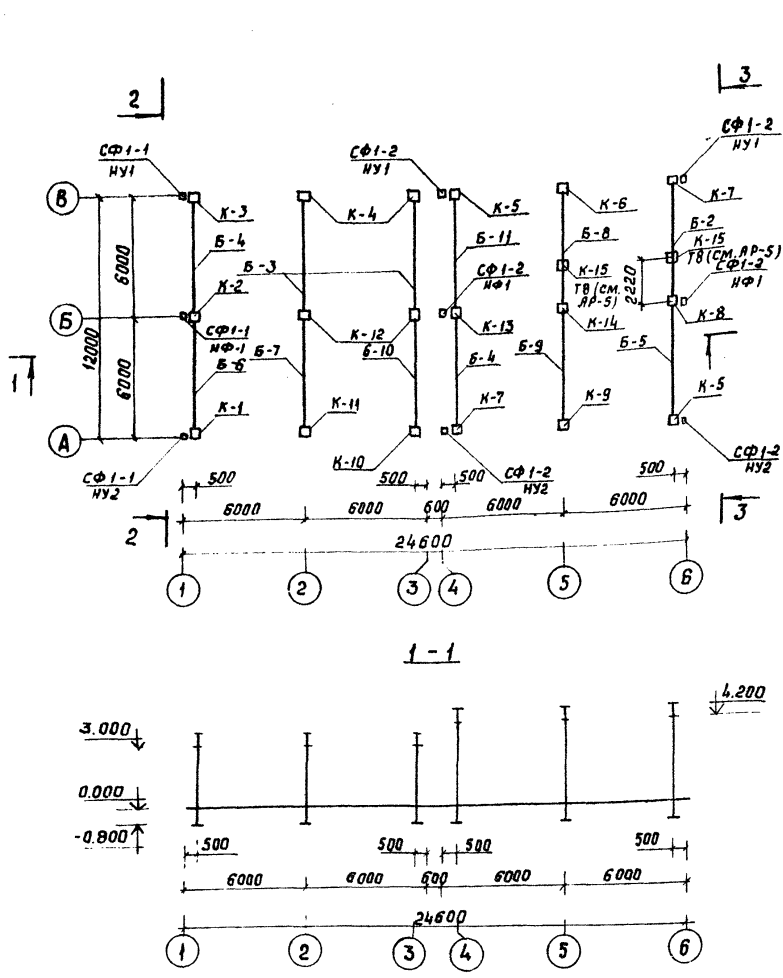 3
2
СФ1-2
НУ1
СФ1-1
НУ1
СФ1-2
НУ1
В
К-3
К-4
К-5
К-6
К-7
Б-4
Б-11
Б-8
Б-2
6000
Б-3
К-15
К-15
ТВ (СМ. АР-5)
СФ1-2
НФ1
К-2
СФ1-2
НФ1
ТВ (СМ.
АР-5)
2220
Б
12000
СФ1-1
НФ-1
К-12
К-13
К-14
К-8
1
6000
Б-6
Б-7
Б-10
Б-4
Б-9
Б-5
К-1
К-11
К-7
К-9
К-5
А
К-10
СФ1-1
НУ2
СФ1-2
НУ2
СФ1-2
НУ2
500
500
500
500
6000
6000
600
6000
6000
2
3
24600
1
2
3
4
5
6
1-1
3.000
4.200
0.000
-0.800
500
500
500
500
6000
6000
600
6000
6000
24600
1
2
3
4
5
6